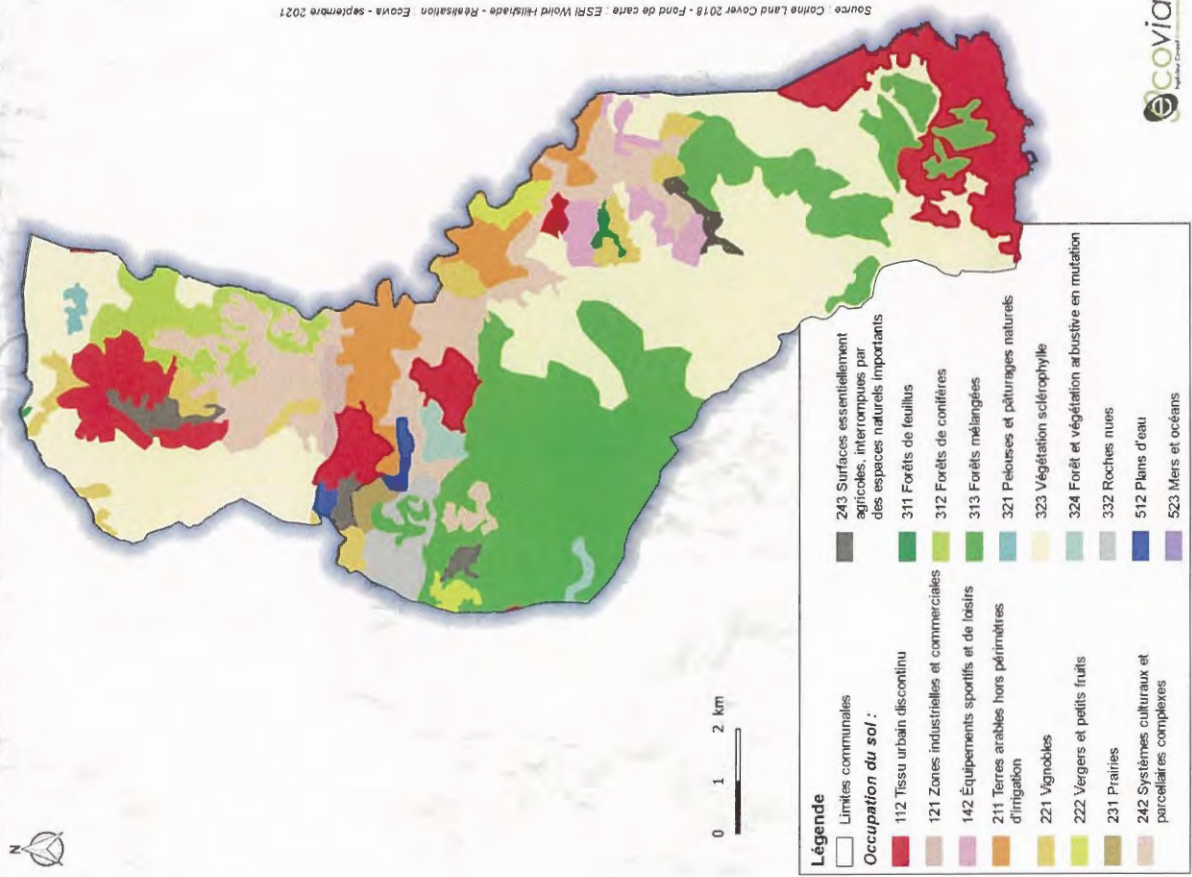 Source : Corine Land Cover 2018 - Fond de carte : ESRI World Hillshade - Réalisation : Ecovia - septembre 2021
N
0 1 2 km
Légende
Limites communales
Occupation du sol :
112 Tissu urbain discontinu
121 Zones industrielles et commerciales
142 Équipements sportifs et de loisirs
211 Terres arables hors périmètres
d'irrigation
221 Vignobles
222 Vergers et petits fruits
231 Prairies
242 Systèmes culturaux et
parcellaires complexes
243 Surfaces essentiellement
agricoles, interrompues par
des espaces naturels importants
311 Forêts de feuillus
312 Forêts de conifères
313 Forêts mélangées
321 Pelouses et pâturages naturels
323 Végétation sclérophylle
324 Forêt et végétation arbustive en mutation
332 Roches nues
512 Plans d'eau
523 Mers et océans
ecovia